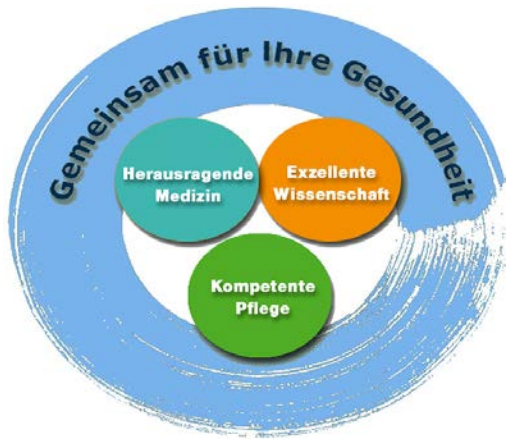 Gemeinsam für Ihre Gesundheit
Herausragende
Medizin
Exzellente
Wissenschaft
Kompetente
Pflege